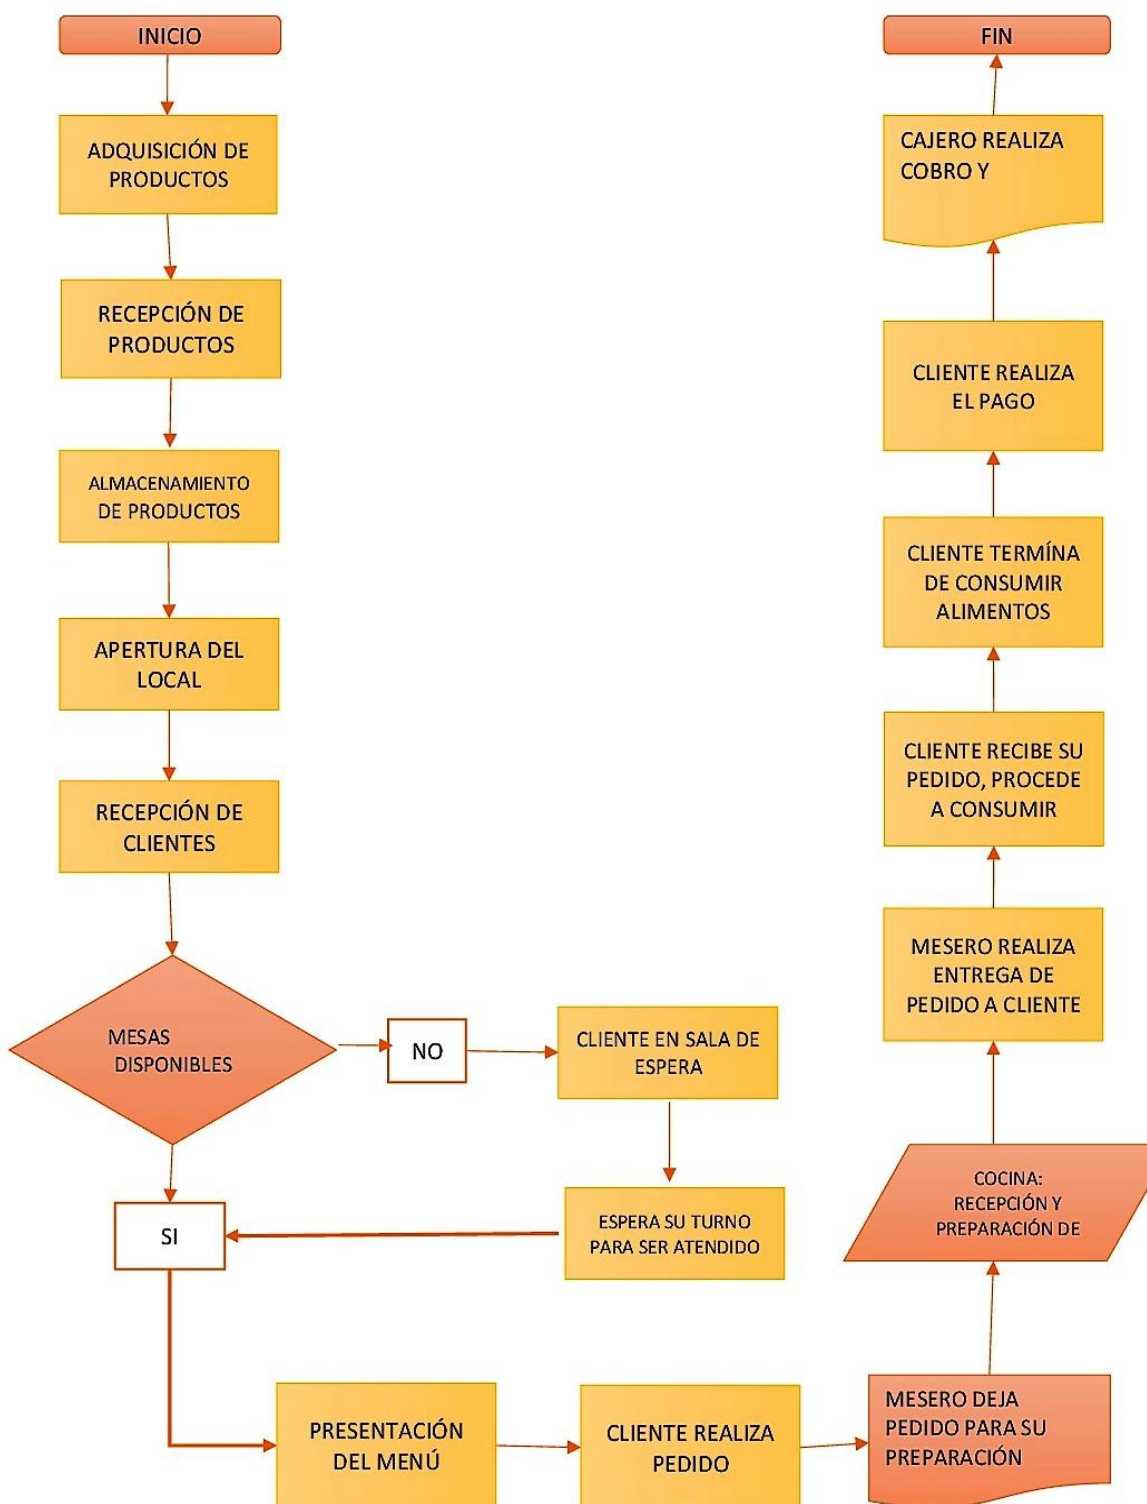 INICIO
ADQUISICIÓN DE
PRODUCTOS
RECEPCIÓN DE
PRODUCTOS
ALMACENAMIENTO
DE PRODUCTOS
APERTURA DEL
LOCAL
RECEPCIÓN DE
CLIENTES
MESAS
DISPONIBLES
NO
CLIENTE EN SALA DE
ESPERA
ESPERA SU TURNO
PARA SER ATENDIDO
SI
PRESENTACIÓN
DEL MENÚ
CLIENTE REALIZA
PEDIDO
MESERO DEJA
PEDIDO PARA SU
PREPARACIÓN
COCINA:
RECEPCIÓN Y
PREPARACIÓN DE
MESERO REALIZA
ENTREGA DE
PEDIDO A CLIENTE
CLIENTE RECIBE SU
PEDIDO, PROCEDE
A CONSUMIR
CLIENTE TERMÍNA
DE CONSUMIR
ALIMENTOS
CLIENTE REALIZA
EL PAGO
CAJERO REALIZA
COBRO Y
FIN